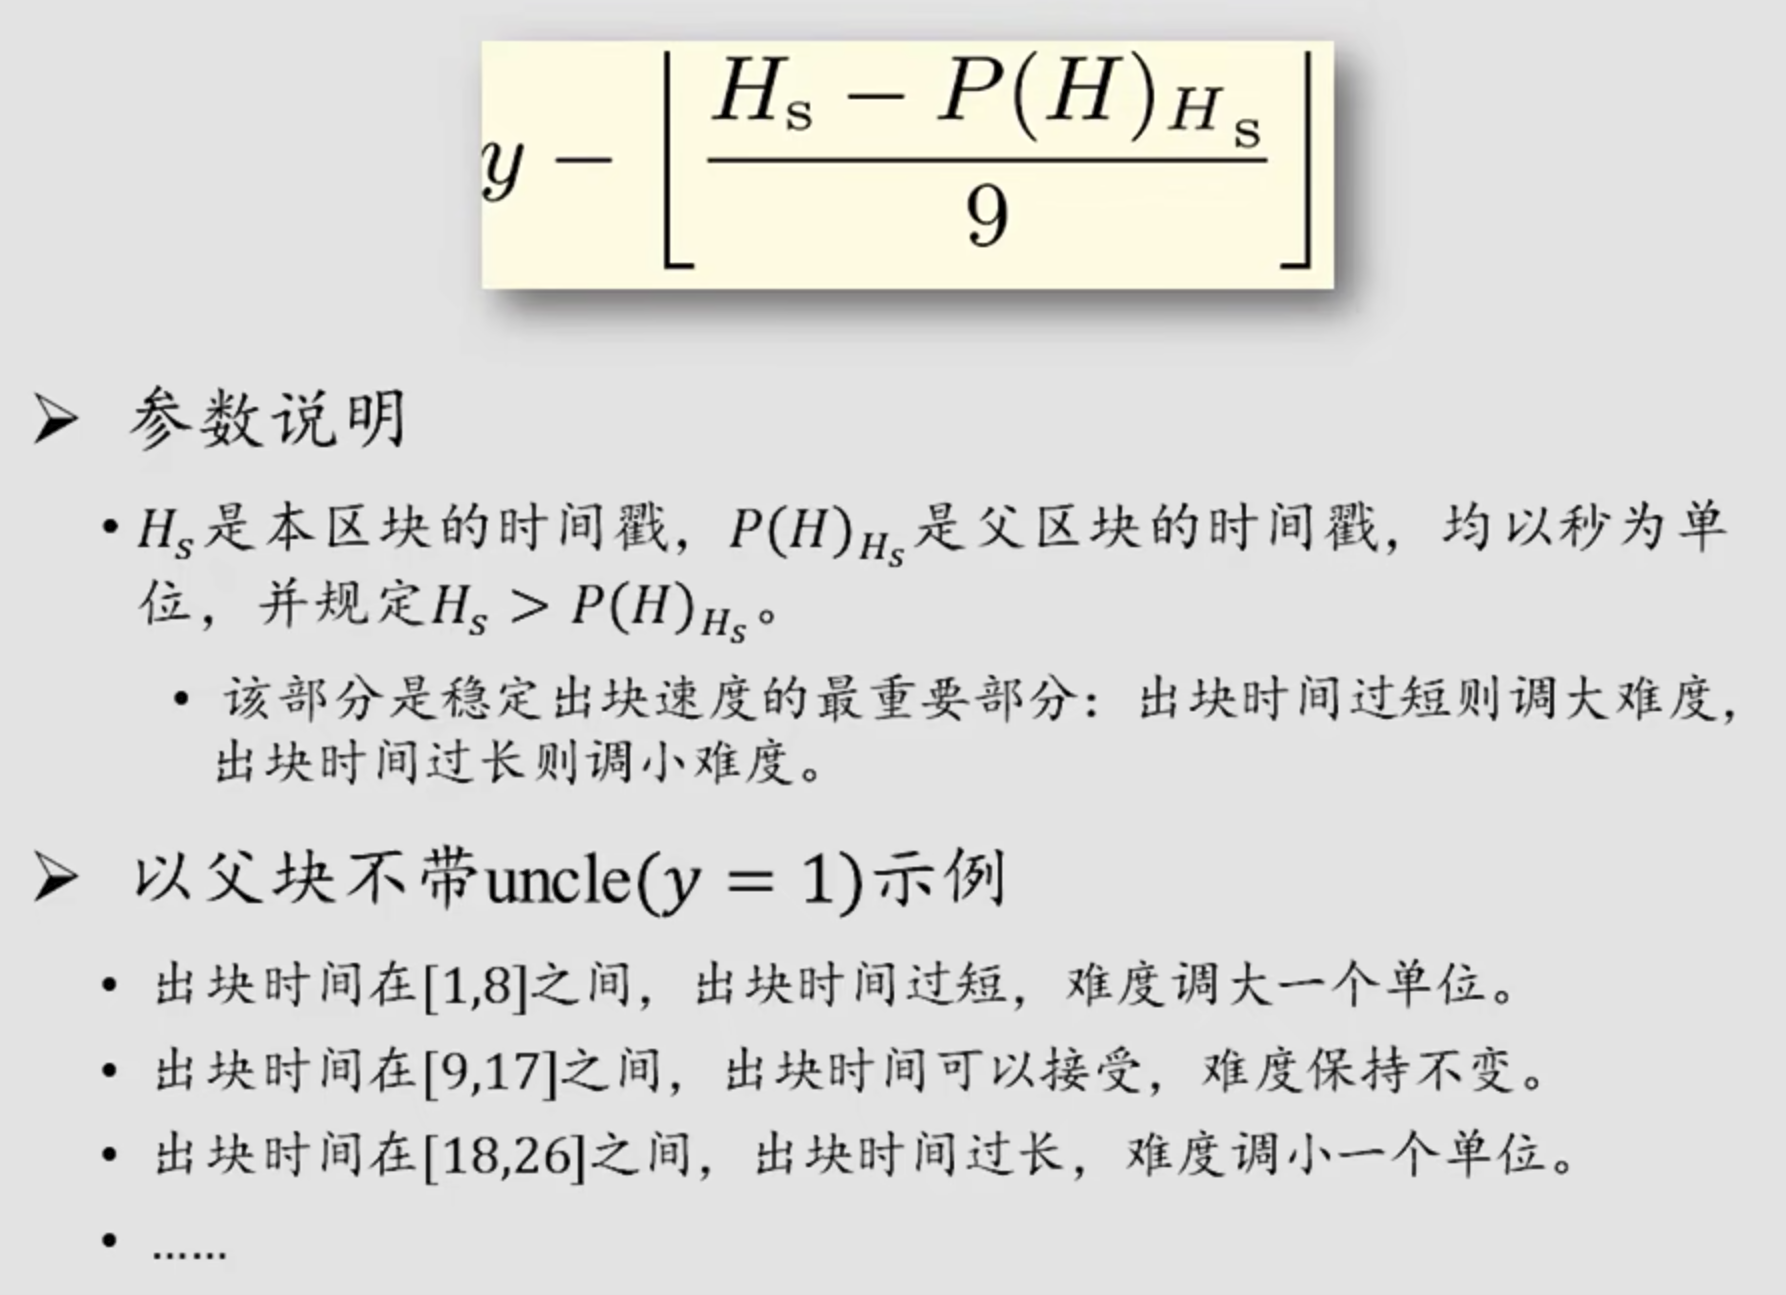 y − ⌊(H_s − P(H)_{H_s}) / 9⌋
➢ 参数说明
• H_s是本区块的时间戳，P(H)_{H_s}是父区块的时间戳，均以秒为单
位，并规定H_s > P(H)_{H_s}。
• 该部分是稳定出块速度的最重要部分：出块时间过短则调大难度，
出块时间过长则调小难度。
➢ 以父块不带uncle(y = 1)示例
• 出块时间在[1,8]之间，出块时间过短，难度调大一个单位。
• 出块时间在[9,17]之间，出块时间可以接受，难度保持不变。
• 出块时间在[18,26]之间，出块时间过长，难度调小一个单位。
• ……